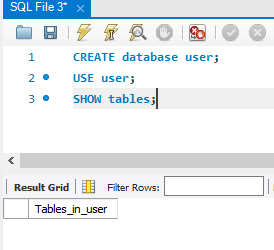 SQL File 3*
1 CREATE database user;
2 USE user;
3 SHOW tables;
Result Grid Filter Rows:
Tables_in_user